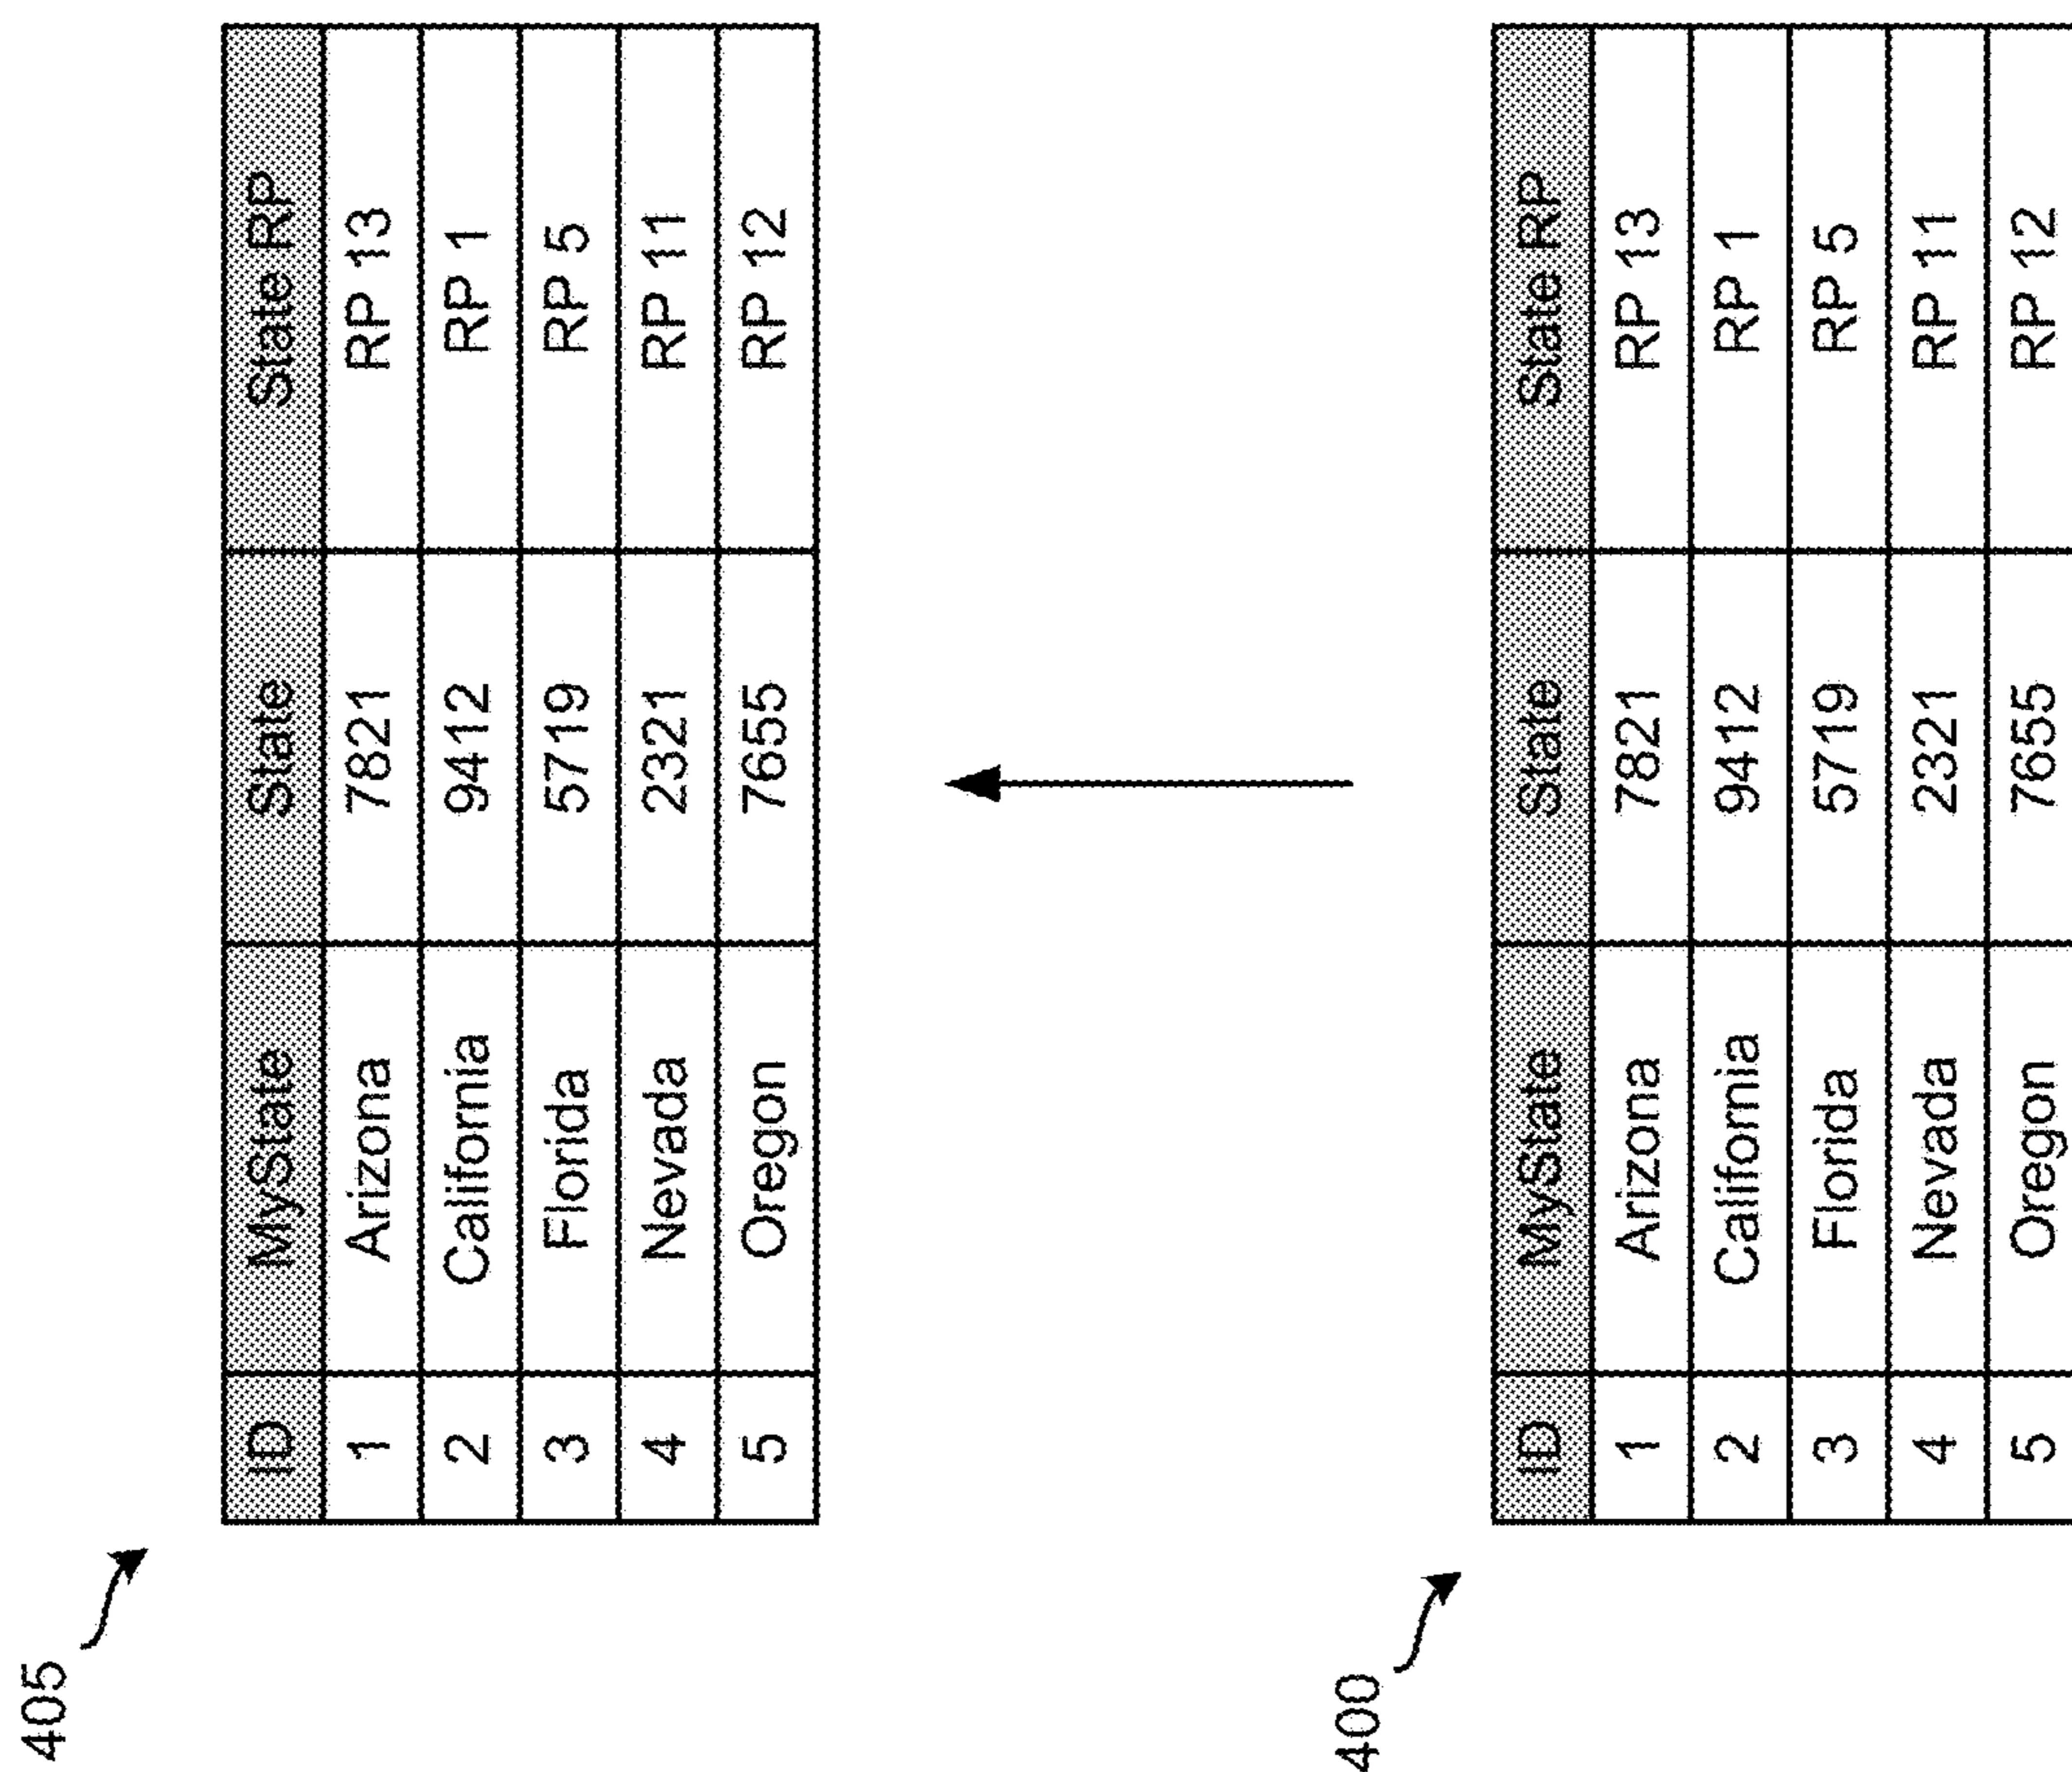 405
ID MyState State State RP
1 Arizona 7821 RP 13
2 California 9412 RP 1
3 Florida 5719 RP 5
4 Nevada 2321 RP 11
5 Oregon 7655 RP 12
400
ID MyState State State RP
1 Arizona 7821 RP 13
2 California 9412 RP 1
3 Florida 5719 RP 5
4 Nevada 2321 RP 11
5 Oregon 7655 RP 12